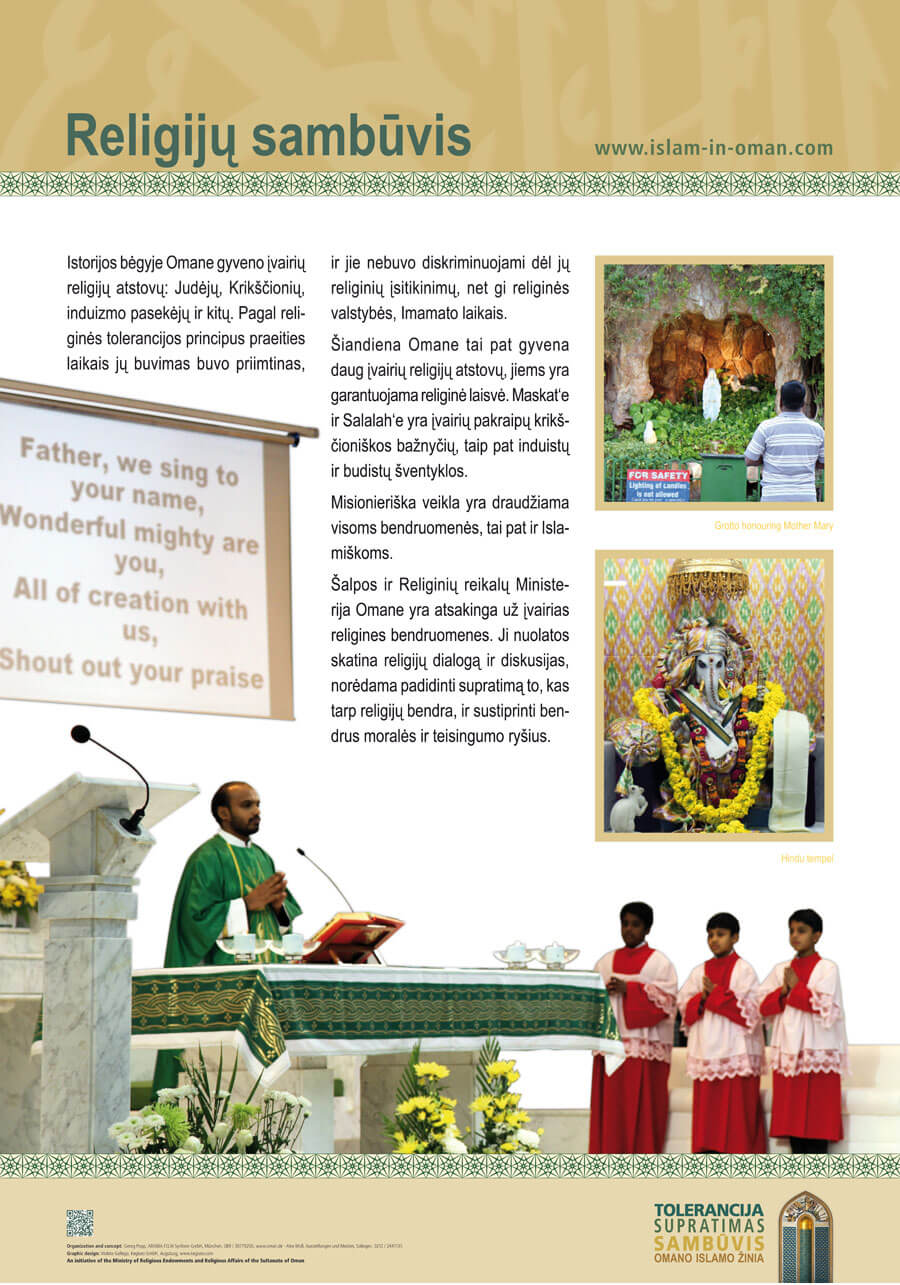 Religijų sambūvis
www.islam-in-oman.com
Istorijos bėgyje Omane gyveno įvairių
religijų atstovų: Judėjų, Krikščionių,
induizmo pasekėjų ir kitų. Pagal reli-
ginės tolerancijos principus praeities
laikais jų buvimas buvo priimtinas,
ir jie nebuvo diskriminuojami dėl jų
religinių įsitikinimų, net gi religinės
valstybės, Imamato laikais.
Šiandiena Omane tai pat gyvena
daug įvairių religijų atstovų, jiems yra
garantuojama religinė laisvė. Maskat‘e
ir Salalah‘e yra įvairių pakraipų krikš-
čioniškos bažnyčių, taip pat induistų
ir budistų šventyklos.
Misionieriška veikla yra draudžiama
visoms bendruomenės, tai pat ir Isla-
miškoms.
Šalpos ir Religinių reikalų Ministe-
rija Omane yra atsakinga už įvairias
religines bendruomenes. Ji nuolatos
skatina religijų dialogą ir diskusijas,
norėdama padidinti supratimą to, kas
tarp religijų bendra, ir sustiprinti ben-
drus moralės ir teisingumo ryšius.
Father, we sing to
your name,
Wonderful mighty are
you,
All of creation with
us,
Shout out your praise
FOR SAFETY
Lighting of candles
is not allowed
Grotto honouring Mother Mary
Hindu tempel
TOLERANCIJA
SUPRATIMAS
SAMBŪVIS
OMANO ISLAMO ŽINIA
Organization and concept: Georg Popp, ARABIA FELIX Synform GmbH, München,
An initiative of the Ministry of Religious Endowments and Religious Affairs of the Sultanate of Oman